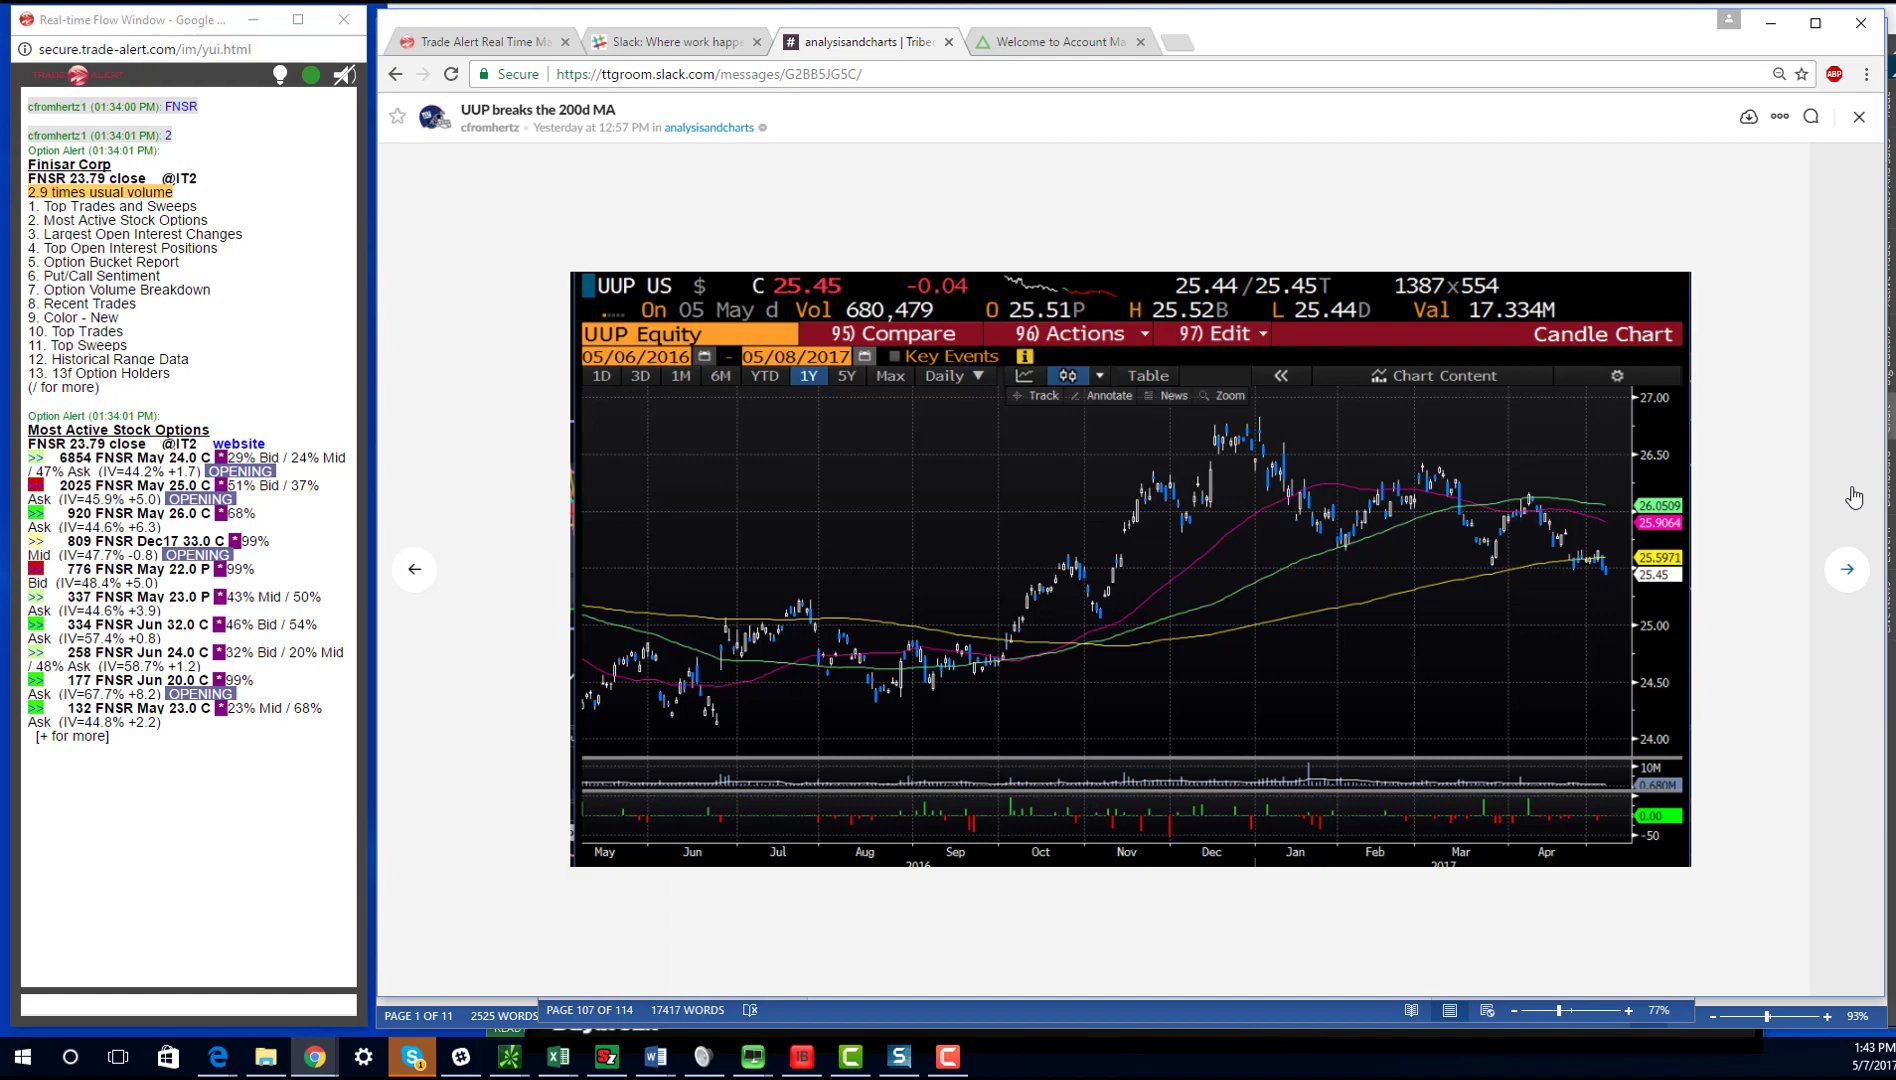 Real-time Flow Window - Google ...
secure.trade-alert.com/im/yui.html
TRADE ALERT
cfromhertz1 (01:34:00 PM): FNSR
cfromhertz1 (01:34:01 PM): 2
Option Alert (01:34:01 PM):
Finisar Corp
FNSR 23.79 close @IT2
2.9 times usual volume
1. Top Trades and Sweeps
2. Most Active Stock Options
3. Largest Open Interest Changes
4. Top Open Interest Positions
5. Option Bucket Report
6. Put/Call Sentiment
7. Option Volume Breakdown
8. Recent Trades
9. Color - New
10. Top Trades
11. Top Sweeps
12. Historical Range Data
13. 13f Option Holders
(/ for more)
Option Alert (01:34:01 PM):
Most Active Stock Options
FNSR 23.79 close @IT2 website
>> 6854 FNSR May 24.0 C *29% Bid / 24% Mid
/ 47% Ask (IV=44.2% +1.7) OPENING
>> 2025 FNSR May 25.0 C *51% Bid / 37%
Ask (IV=45.9% +5.0) OPENING
>> 920 FNSR May 26.0 C *68%
Ask (IV=44.6% +6.3) OPENING
>> 809 FNSR Dec17 33.0 C *99%
Mid (IV=47.7% -0.8) OPENING
>> 776 FNSR May 22.0 P *99%
Bid (IV=48.4% +5.0)
>> 337 FNSR May 23.0 P *43% Mid / 50%
Ask (IV=44.6% +3.9)
>> 334 FNSR Jun 32.0 C *46% Bid / 54%
Ask (IV=57.4% +0.8)
>> 258 FNSR Jun 24.0 C *32% Bid / 20% Mid
/ 48% Ask (IV=58.7% +1.2)
>> 177 FNSR Jun 20.0 C *99%
Ask (IV=67.7% +8.2) OPENING
>> 132 FNSR May 23.0 C *23% Mid / 68%
Ask (IV=44.8% +2.2)
[+ for more]
Trade Alert Real Time Ma
Slack: Where work happe
analysisandcharts | Tribec
Welcome to Account Ma
Secure https://ttgroom.slack.com/messages/G2BB5JG5C/
ABP
UUP breaks the 200d MA
cfromhertz Yesterday at 12:57 PM in analysisandcharts
UUP US $ C 25.45 -0.04 25.44/25.45T 1387x554
On 05 May d Vol 680,479 O 25.51P H 25.52B L 25.44D Val 17.334M
UUP Equity 95) Compare 96) Actions 97) Edit Candle Chart
05/06/2016 - 05/08/2017 Key Events
1D 3D 1M 6M YTD 1Y 5Y Max Daily Table Chart Content
Track Annotate News Zoom
27.00
26.50
26.0509
25.9064
25.5971
25.45
25.00
24.50
24.00
10M
0.680M
0.00
-50
May Jun Jul Aug Sep Oct Nov Dec Jan Feb Mar Apr
2016 2017
PAGE 1 OF 11 2525 WORDS
PAGE 107 OF 114 17417 WORDS
77%
93%
READ
1:43 PM
5/7/2017